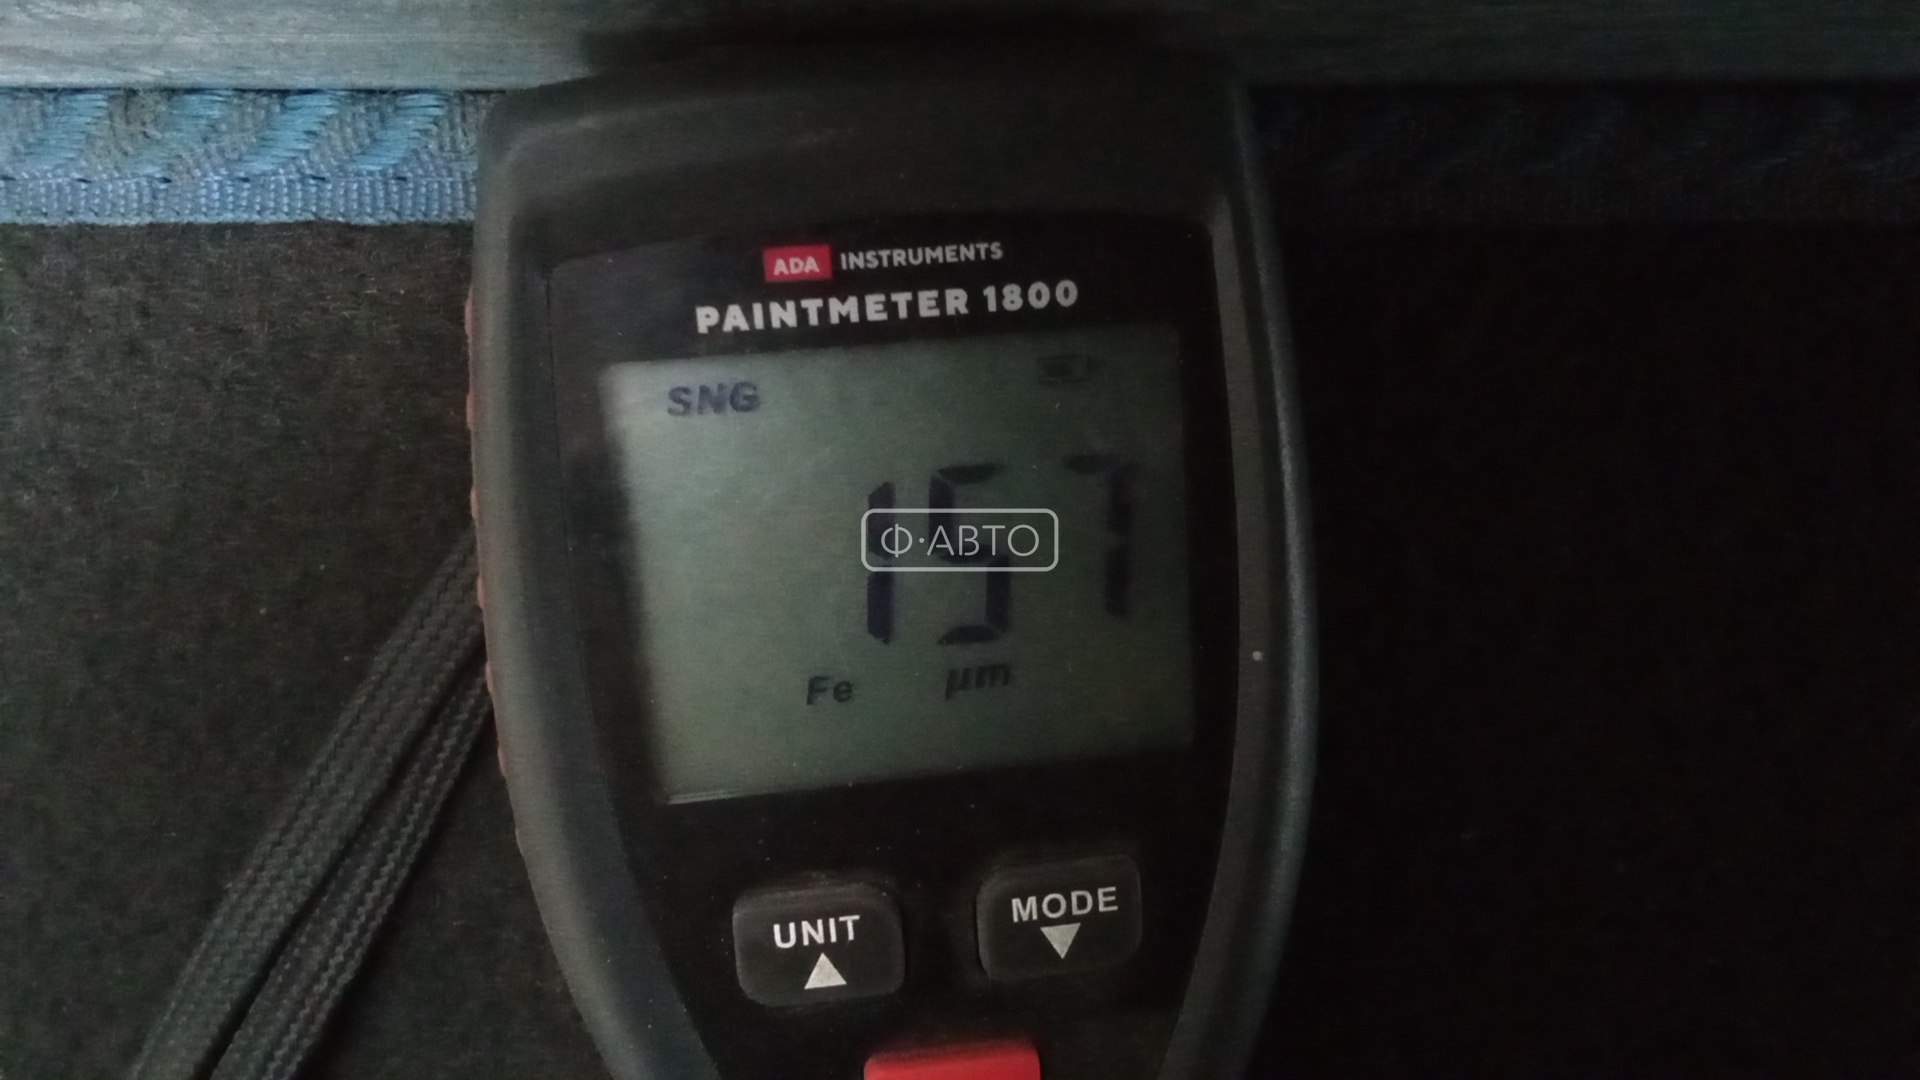 ADA INSTRUMENTS
PAINTMETER 1800
SNG
157
Ф·АВТО
Fe µm
UNIT
MODE